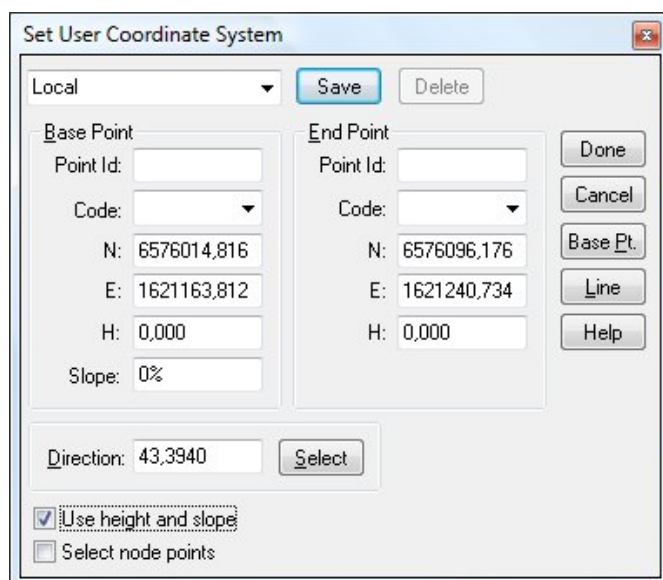 Set User Coordinate System
Local
Save
Delete
Base Point
Point Id:
Code:
N: 6576014,816
E: 1621163,812
H: 0,000
Slope: 0%
End Point
Point Id:
Code:
N: 6576096,176
E: 1621240,734
H: 0,000
Done
Cancel
Base Pt.
Line
Help
Direction: 43,3940
Select
Use height and slope
Select node points